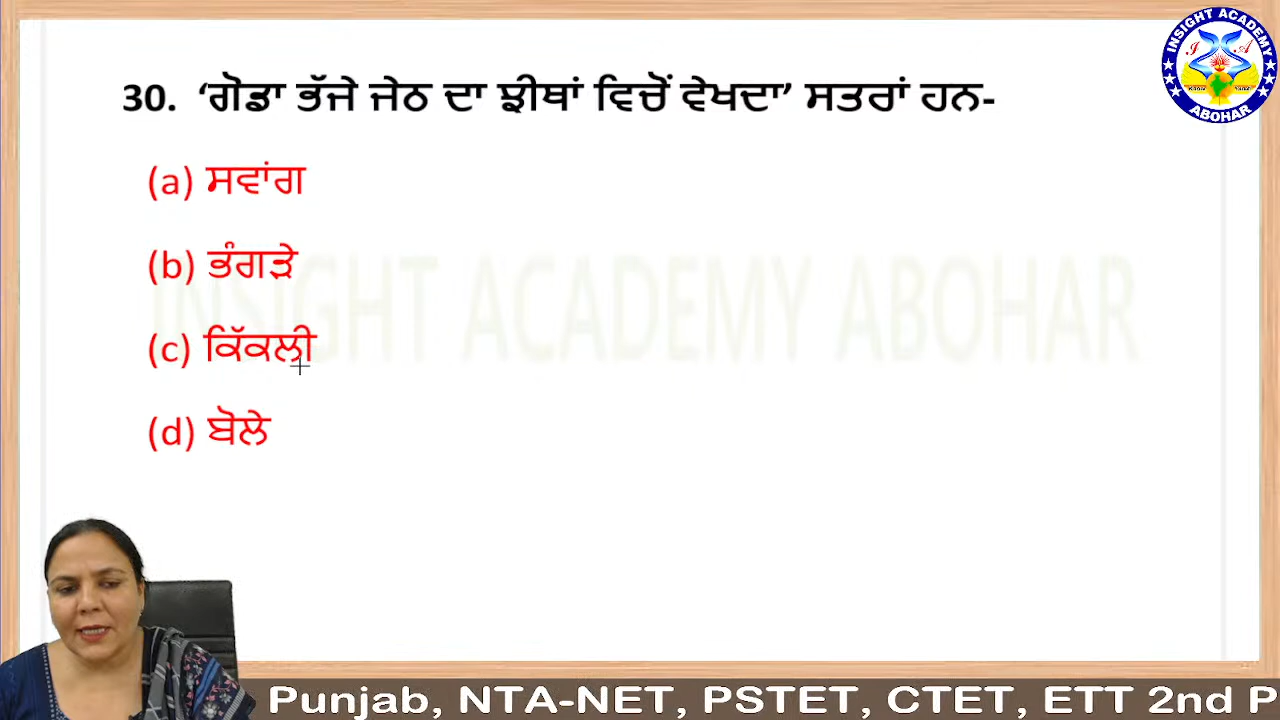 30. ‘ਗੋਡਾ ਭੱਜੇ ਜੇਠ ਦਾ ਝੀਥਾਂ ਵਿਚੋਂ ਵੇਖਦਾ’ ਸਤਰਾਂ ਹਨ-
(a) ਸਵਾਂਗ
(b) ਭੰਗੜੇ
(c) ਕਿੱਕਲੀ
(d) ਬੋਲੇ
INSIGHT ACADEMY ABOHAR
INSIGHT ACADEMY
I A
ABOHAR
Punjab, NTA-NET, PSTET, CTET, ETT 2nd P